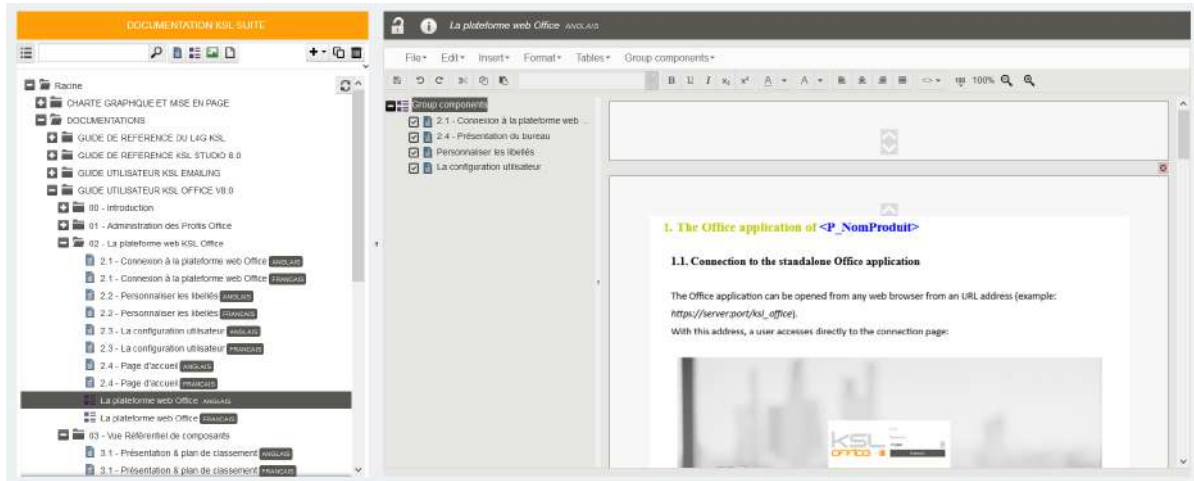 DOCUMENTATION KSL SUITE
Racine
CHARTE GRAPHIQUE ET MISE EN PAGE
DOCUMENTATIONS
GUIDE DE REFERENCE DU L4G KSL
GUIDE DE REFERENCE KSL STUDIO 8.0
GUIDE UTILISATEUR KSL EMAILING
GUIDE UTILISATEUR KSL OFFICE V8.0
00 - Introduction
01 - Administration des Profils Office
02 - La plateforme web KSL Office
2.1 - Connexion à la plateforme web Office ANGLAIS
2.1 - Connexion à la plateforme web Office FRANCAIS
2.2 - Personnaliser les libellés ANGLAIS
2.2 - Personnaliser les libellés FRANCAIS
2.3 - La configuration utilisateur ANGLAIS
2.3 - La configuration utilisateur FRANCAIS
2.4 - Page d'accueil ANGLAIS
2.4 - Page d'accueil FRANCAIS
La plateforme web Office ANGLAIS
La plateforme web Office FRANCAIS
03 - Vue Référentiel de composants
3.1 - Présentation & plan de classement ANGLAIS
3.1 - Présentation & plan de classement FRANCAIS
La plateforme web Office ANGLAIS
File Edit Insert Format Tables Group components
B U I x₂ x² A A 100%
Group components
2.1 - Connexion à la plateforme web ...
2.4 - Présentation du bureau
Personnaliser les libellés
La configuration utilisateur
1. The Office application of <P_NomProduit>
1.1. Connection to the standalone Office application
The Office application can be opened from any web browser from an URL address (example:
https://server:port/ksl_office).
With this address, a user accesses directly to the connection page:
KSL
OFFICE